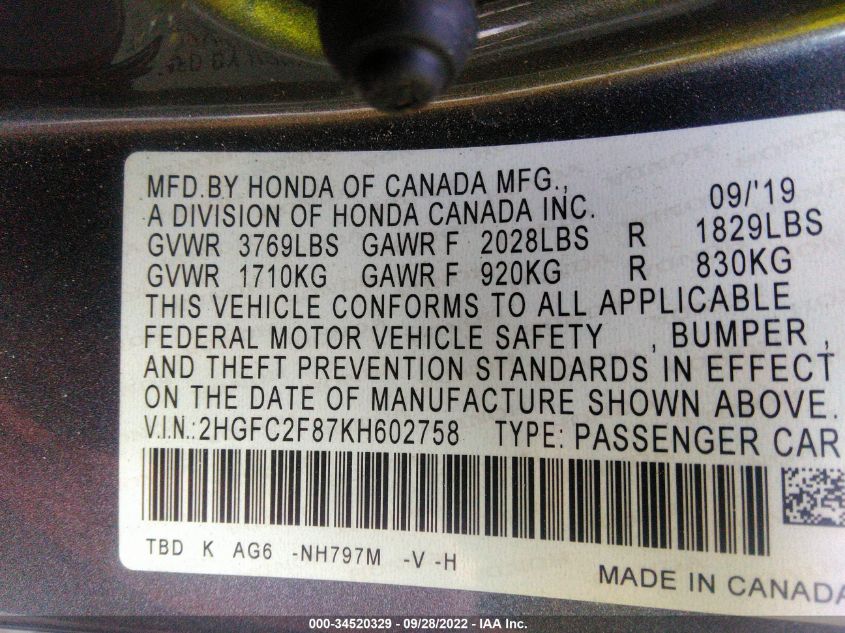 MFD.BY HONDA OF CANADA MFG., 09/'19
A DIVISION OF HONDA CANADA INC.
GVWR 3769LBS GAWR F 2028LBS R 1829LBS
GVWR 1710KG GAWR F 920KG R 830KG
THIS VEHICLE CONFORMS TO ALL APPLICABLE
FEDERAL MOTOR VEHICLE SAFETY , BUMPER ,
AND THEFT PREVENTION STANDARDS IN EFFECT
ON THE DATE OF MANUFACTURE SHOWN ABOVE.
V.I.N.: 2HGFC2F87KH602758 TYPE: PASSENGER CAR
TBD K AG6 -NH797M -V -H
MADE IN CANADA
000-34520329 - 09/28/2022 - IAA Inc.